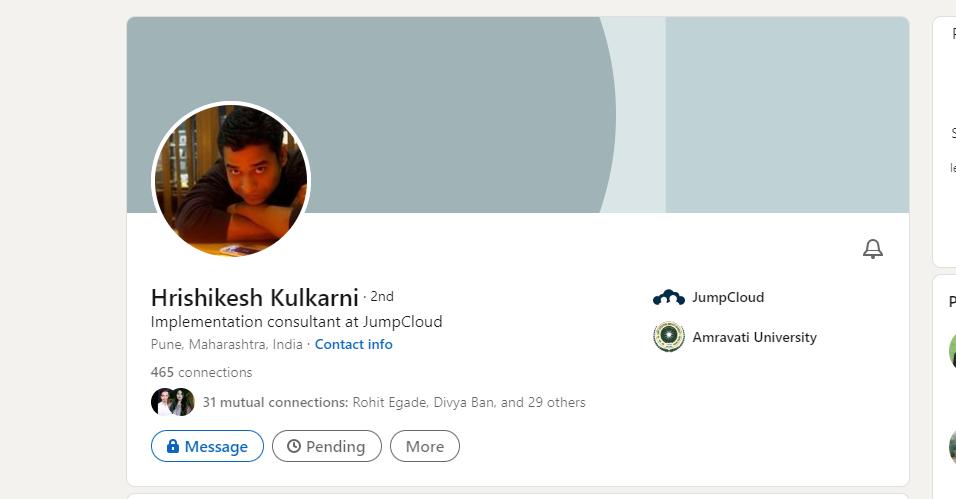 Hrishikesh Kulkarni · 2nd
Implementation consultant at JumpCloud
Pune, Maharashtra, India · Contact info
465 connections
31 mutual connections: Rohit Egade, Divya Ban, and 29 others
Message
Pending
More
JumpCloud
Amravati University